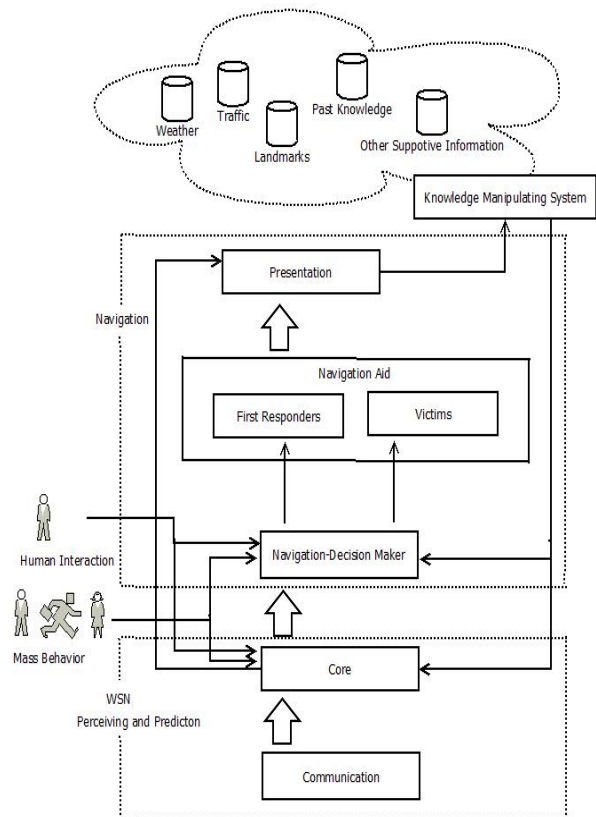 Weather
Traffic
Past Knowledge
Landmarks
Other Suppotive Information
Knowledge Manipulating System
Presentation
Navigation
Navigation Aid
First Responders
Victims
Human Interaction
Navigation-Decision Maker
Mass Behavior
Core
WSN
Perceiving and Predicton
Communication